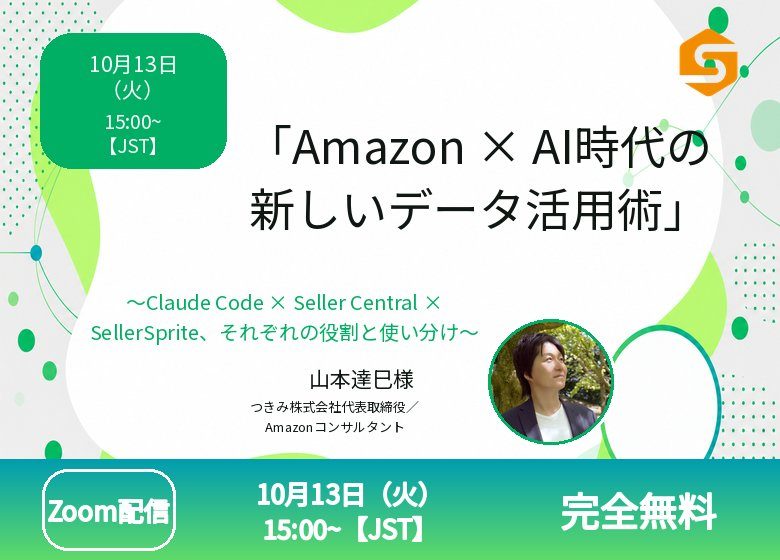 10月13日
（火）
15:00~
【JST】
「Amazon × AI時代の
新しいデータ活用術」
～Claude Code × Seller Central ×
SellerSprite、それぞれの役割と使い分け～
山本達巳様
つきみ株式会社代表取締役／
Amazonコンサルタント
Zoom配信
10月13日（火）
15:00~【JST】
完全無料